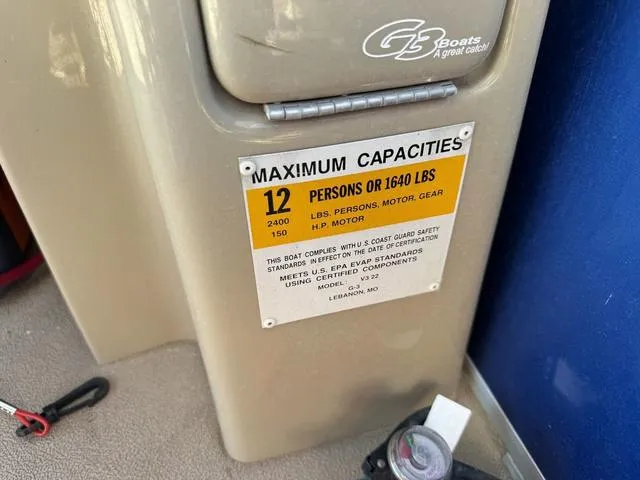 G3 Boats
A great catch!
MAXIMUM CAPACITIES
12 PERSONS OR 1640 LBS
2400 LBS. PERSONS, MOTOR, GEAR
150 H.P. MOTOR
THIS BOAT COMPLIES WITH U.S. COAST GUARD SAFETY
STANDARDS IN EFFECT ON THE DATE OF CERTIFICATION
MEETS U.S. EPA EVAP STANDARDS
USING CERTIFIED COMPONENTS
MODEL: V3 22
G-3
LEBANON, MO